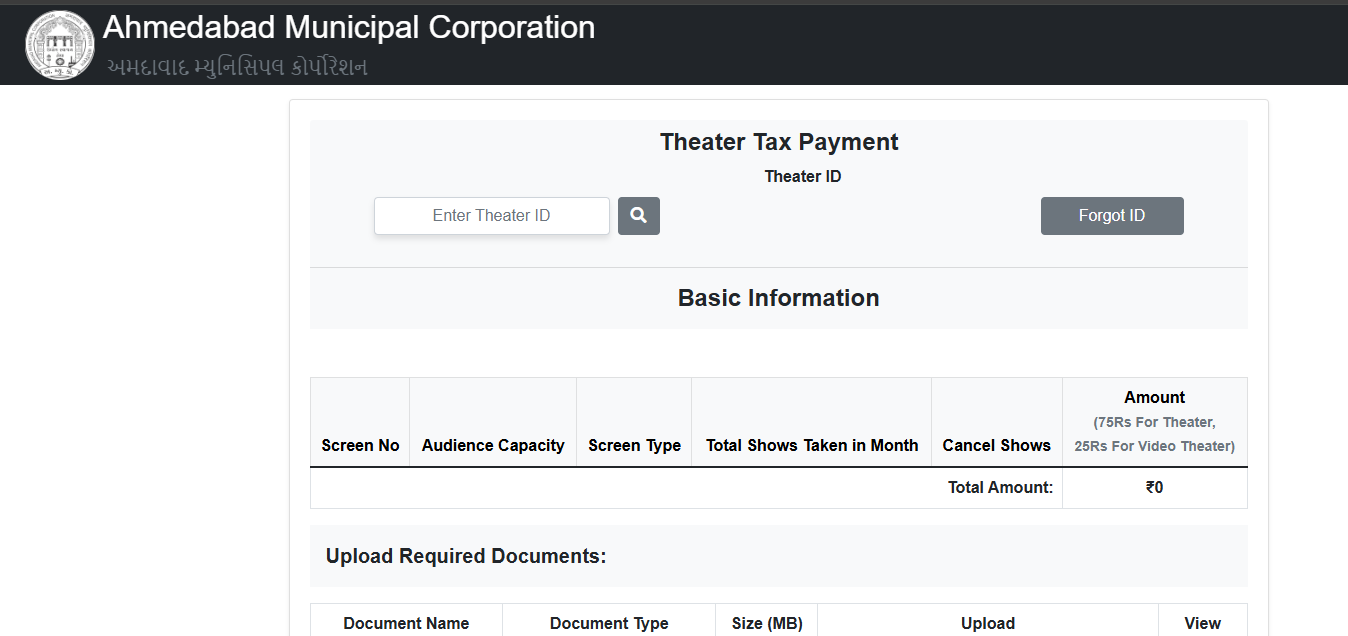 Ahmedabad Municipal Corporation
અમદાવાદ મ્યુનિસિપલ કોર્પોરેશન
Theater Tax Payment
Theater ID
Enter Theater ID
Forgot ID
Basic Information
Screen No
Audience Capacity
Screen Type
Total Shows Taken in Month
Cancel Shows
Amount
(75Rs For Theater,
25Rs For Video Theater)
Total Amount:
₹0
Upload Required Documents:
Document Name
Document Type
Size (MB)
Upload
View